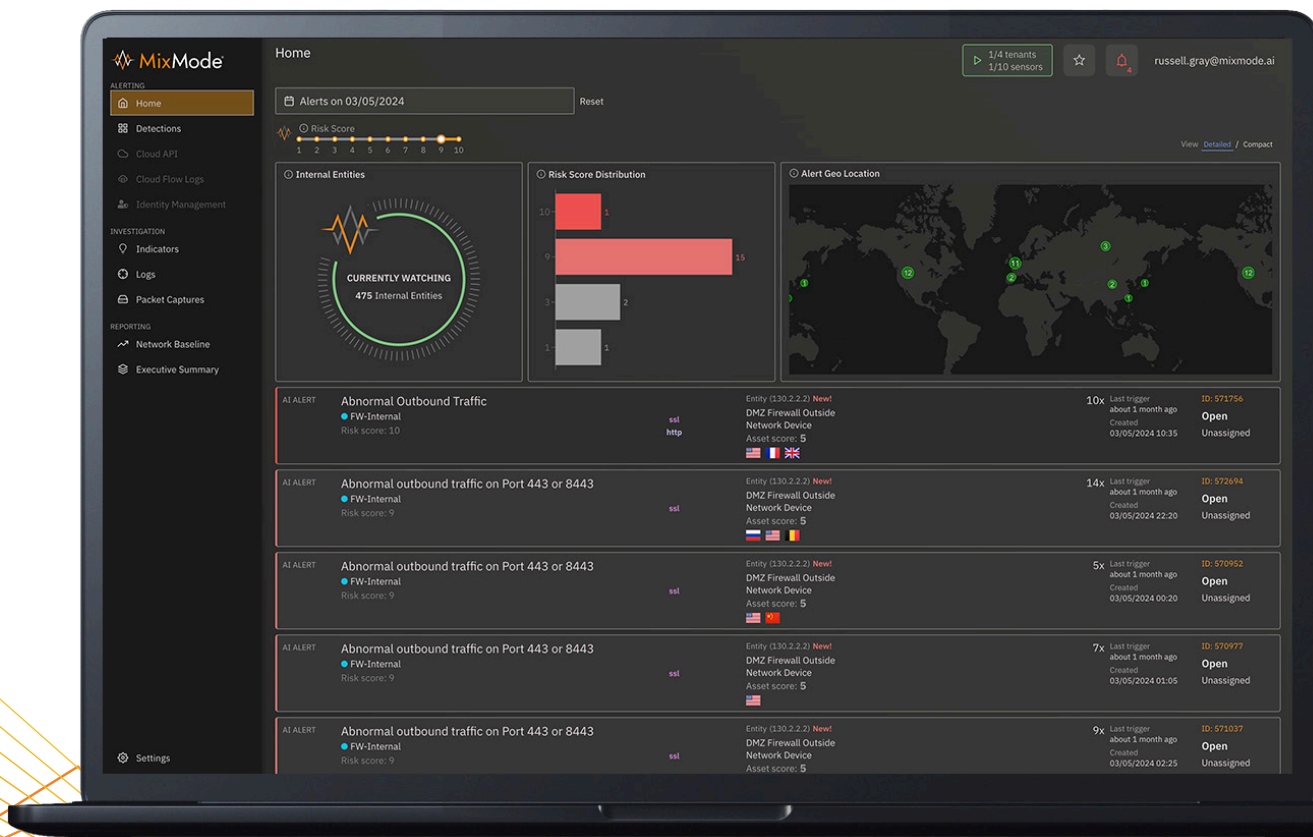 MixMode
ALERTING
Home
Detections
Cloud API
Cloud Flow Logs
Identity Management
INVESTIGATION
Indicators
Logs
Packet Captures
REPORTING
Network Baseline
Executive Summary
Settings
Home
1/4 tenants
1/10 sensors
4
russell.gray@mixmode.ai
Alerts on 03/05/2024
Reset
Risk Score
1 2 3 4 5 6 7 8 9 10
View Detailed / Compact
Internal Entities
CURRENTLY WATCHING
475 Internal Entities
Risk Score Distribution
10 1
9 15
3 2
1 1
Alert Geo Location
3
11
12
2
12
1
2
1
1
AI ALERT
Abnormal Outbound Traffic
FW-Internal
Risk score: 10
ssl
http
Entity (130.2.2.2) New!
DMZ Firewall Outside
Network Device
Asset score: 5
10x Last trigger
about 1 month ago
Created
03/05/2024 10:35
ID: 571756
Open
Unassigned
AI ALERT
Abnormal outbound traffic on Port 443 or 8443
FW-Internal
Risk score: 9
ssl
Entity (130.2.2.2) New!
DMZ Firewall Outside
Network Device
Asset score: 5
14x Last trigger
about 1 month ago
Created
03/05/2024 22:20
ID: 572694
Open
Unassigned
AI ALERT
Abnormal outbound traffic on Port 443 or 8443
FW-Internal
Risk score: 9
ssl
Entity (130.2.2.2) New!
DMZ Firewall Outside
Network Device
Asset score: 5
5x Last trigger
about 1 month ago
Created
03/05/2024 00:20
ID: 570952
Open
Unassigned
AI ALERT
Abnormal outbound traffic on Port 443 or 8443
FW-Internal
Risk score: 9
ssl
Entity (130.2.2.2) New!
DMZ Firewall Outside
Network Device
Asset score: 5
7x Last trigger
about 1 month ago
Created
03/05/2024 01:05
ID: 570977
Open
Unassigned
AI ALERT
Abnormal outbound traffic on Port 443 or 8443
FW-Internal
Risk score: 9
ssl
Entity (130.2.2.2) New!
DMZ Firewall Outside
Network Device
Asset score: 5
9x Last trigger
about 1 month ago
Created
03/05/2024 02:25
ID: 571037
Open
Unassigned